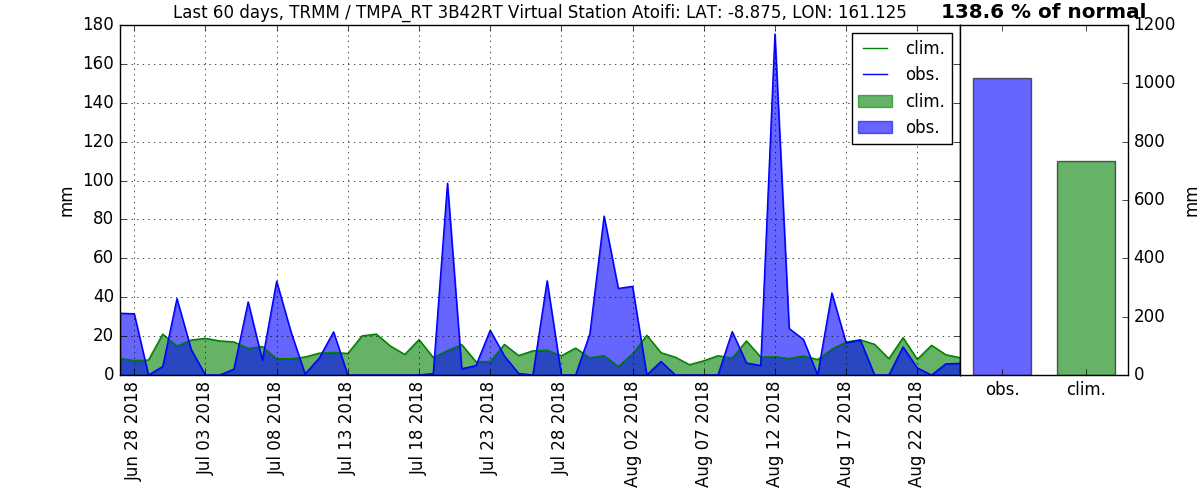 Last 60 days, TRMM / TMPA_RT 3B42RT Virtual Station Atoifi: LAT: -8.875, LON: 161.125
138.6 % of normal
180
160
140
120
100
80
60
40
20
0
mm
clim.
obs.
clim.
obs.
Jun 28 2018
Jul 03 2018
Jul 08 2018
Jul 13 2018
Jul 18 2018
Jul 23 2018
Jul 28 2018
Aug 02 2018
Aug 07 2018
Aug 12 2018
Aug 17 2018
Aug 22 2018
1200
1000
800
600
400
200
0
mm
obs.
clim.